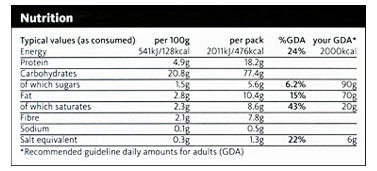 Nutrition
Typical values (as consumed) per 100g per pack %GDA your GDA*
Energy 541kJ/128kcal 2011kJ/476kcal 24% 2000kcal
Protein 4.9g 18.2g
Carbohydrates 20.8g 77.4g
of which sugars 1.5g 5.6g 6.2% 90g
Fat 2.8g 10.4g 15% 70g
of which saturates 2.3g 8.6g 43% 20g
Fibre 2.1g 7.8g
Sodium 0.1g 0.5g
Salt equivalent 0.3g 1.3g 22% 6g
*Recommended guideline daily amounts for adults (GDA)